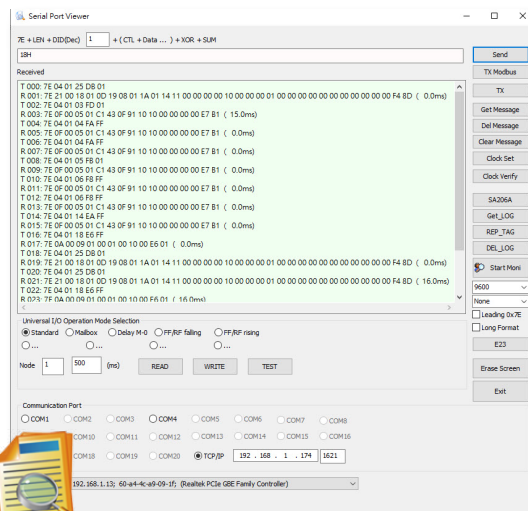 Serial Port Viewer
7E + LEN + DID(Dec) 1 + ( CTL + Data ... ) + XOR + SUM
18H
Send
Received
TX Modbus
T 000: 7E 04 01 25 DB 01
R 001: 7E 21 00 18 01 0D 19 08 01 1A 01 14 11 00 00 00 00 10 00 00 00 01 00 00 00 00 00 00 00 00 00 00 00 F4 8D ( 0.0ms)
TX
T 002: 7E 04 01 03 FD 01
R 003: 7E 0F 00 05 01 C1 43 0F 91 10 10 00 00 00 00 E7 B1 ( 15.0ms)
Get Message
T 004: 7E 04 01 04 FA FF
R 005: 7E 0F 00 05 01 C1 43 0F 91 10 10 00 00 00 00 E7 B1 ( 0.0ms)
Del Message
T 006: 7E 04 01 04 FA FF
R 007: 7E 0F 00 05 01 C1 43 0F 91 10 10 00 00 00 00 E7 B1 ( 0.0ms)
Clear Message
T 008: 7E 04 01 05 FB 01
R 009: 7E 0F 00 05 01 C1 43 0F 91 10 10 00 00 00 00 E7 B1 ( 0.0ms)
Clock Set
T 010: 7E 04 01 06 F8 FF
R 011: 7E 0F 00 05 01 C1 43 0F 91 10 10 00 00 00 00 E7 B1 ( 0.0ms)
Clock Verify
T 012: 7E 04 01 06 F8 FF
R 013: 7E 0F 00 05 01 C1 43 0F 91 10 10 00 00 00 00 E7 B1 ( 0.0ms)
SA206A
T 014: 7E 04 01 14 EA FF
R 015: 7E 0F 00 05 01 C1 43 0F 91 10 10 00 00 00 00 E7 B1 ( 0.0ms)
Get_LOG
T 016: 7E 04 01 18 E6 FF
R 017: 7E 0A 00 09 01 00 01 00 10 00 E6 01 ( 0.0ms)
REP_TAG
T 018: 7E 04 01 25 DB 01
R 019: 7E 21 00 18 01 0D 19 08 01 1A 01 14 11 00 00 00 00 10 00 00 00 01 00 00 00 00 00 00 00 00 00 00 00 F4 8D ( 0.0ms)
DEL_LOG
T 020: 7E 04 01 25 DB 01
R 021: 7E 21 00 18 01 0D 19 08 01 1A 01 14 11 00 00 00 00 10 00 00 00 01 00 00 00 00 00 00 00 00 00 00 00 F4 8D ( 16.0ms)
Start Moni
T 022: 7E 04 01 18 E6 FF
R 023: 7E 0A 00 09 01 00 01 00 10 00 E6 01 ( 16.0ms)
9600
None
Leading 0x7E
Long Format
Universal I/O Operation Mode Selection
Standard Mailbox Delay M-0 FF/RF falling FF/RF rising
... ... ... ...
E23
Node 1 500 (ms) READ WRITE TEST
Erase Screen
Exit
Communication Port
COM1 COM2 COM3 COM4 COM5 COM6 COM7 COM8
COM10 COM11 COM12 COM13 COM14 COM15 COM16
COM18 COM19 COM20 TCP/IP 192 . 168 . 1 . 174 1621
192.168.1.13; 60-a4-4c-a9-09-1f; (Realtek PCIe GBE Family Controller)